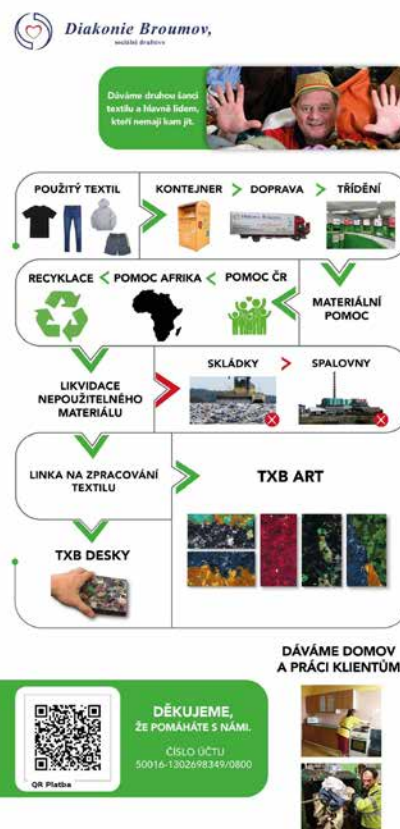 Diakonie Broumov,
sociální družstvo
Dáváme druhou šanci
textilu a hlavně lidem,
kteří nemají kam jít.
POUŽITÝ TEXTIL
KONTEJNER > DOPRAVA > TŘÍDĚNÍ
RECYKLACE < POMOC AFRIKA < POMOC ČR
MATERIÁLNÍ
POMOC
LIKVIDACE
NEPOUŽITELNÉHO
MATERIÁLU
SKLÁDKY > SPALOVNY
LINKA NA ZPRACOVÁNÍ
TEXTILU
TXB ART
TXB DESKY
DÁVÁME DOMOV
A PRÁCI KLIENTŮM
DĚKUJEME,
ŽE POMÁHÁTE S NÁMI.
ČÍSLO ÚČTU
50016-1302698349/0800
QR Platba